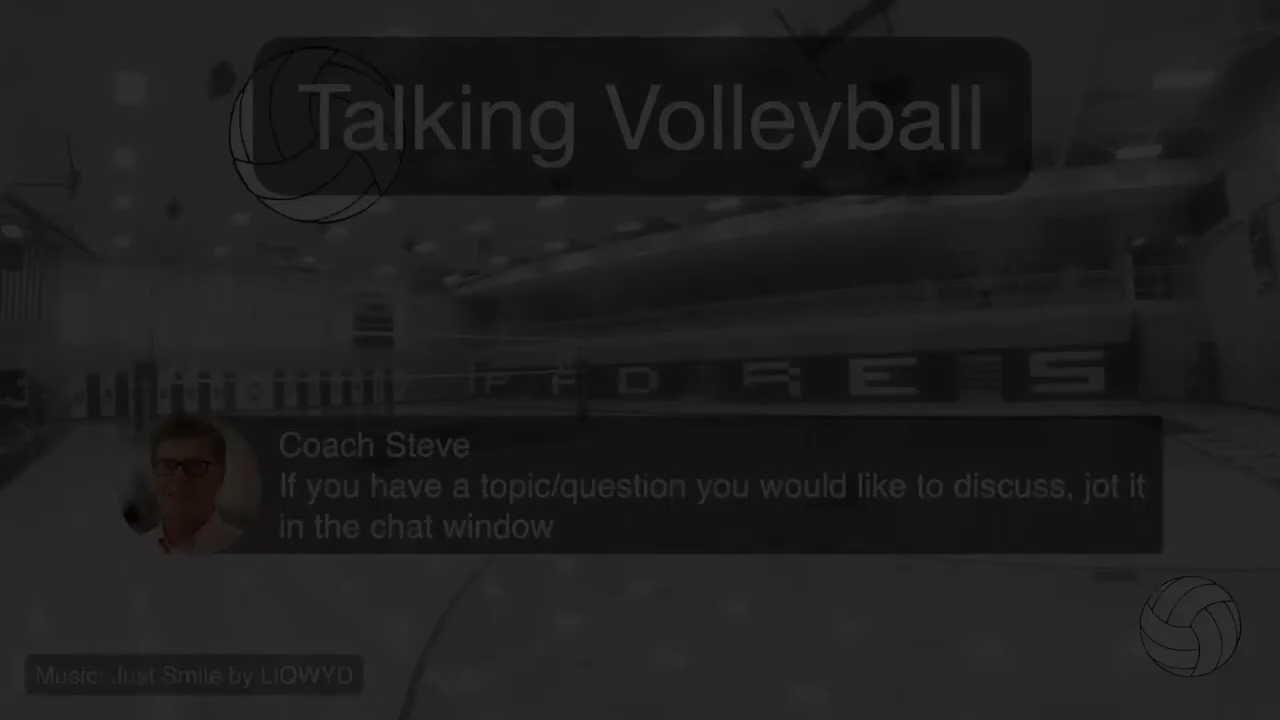 Talking Volleyball
Coach Steve
If you have a topic/question you would like to discuss, jot it
in the chat window
Music: Just Smile by LiQWYD